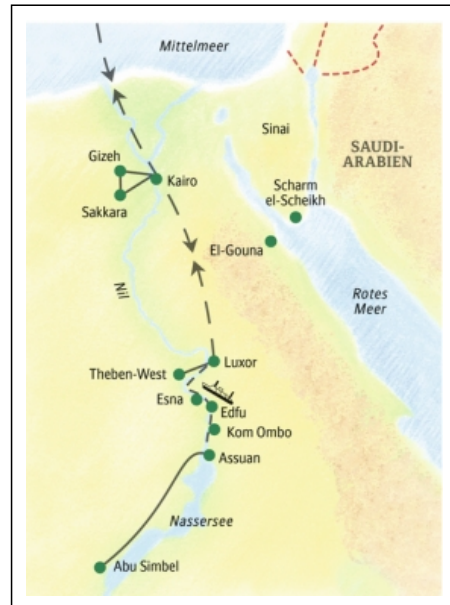 Mittelmeer
Sinai
SAUDI-
ARABIEN
Gizeh
Kairo
Sakkara
Scharm
el-Scheikh
El-Gouna
Nil
Rotes
Meer
Luxor
Theben-West
Esna
Edfu
Kom Ombo
Assuan
Nassersee
Abu Simbel